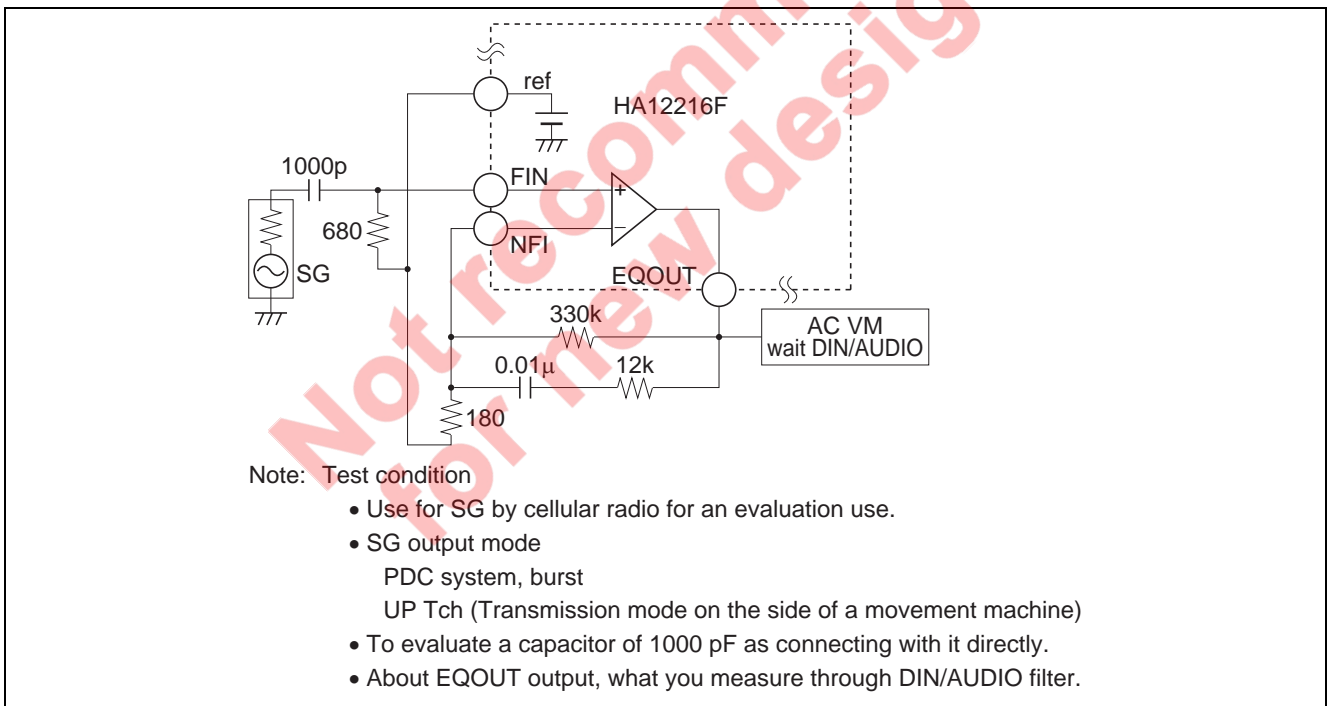 Not recomm
for new desig
ref
HA12216F
1000p
FIN
680
NFI
SG
EQOUT
330k
AC VM
wait DIN/AUDIO
0.01μ
12k
180
Note: Test condition
• Use for SG by cellular radio for an evaluation use.
• SG output mode
PDC system, burst
UP Tch (Transmission mode on the side of a movement machine)
• To evaluate a capacitor of 1000 pF as connecting with it directly.
• About EQOUT output, what you measure through DIN/AUDIO filter.